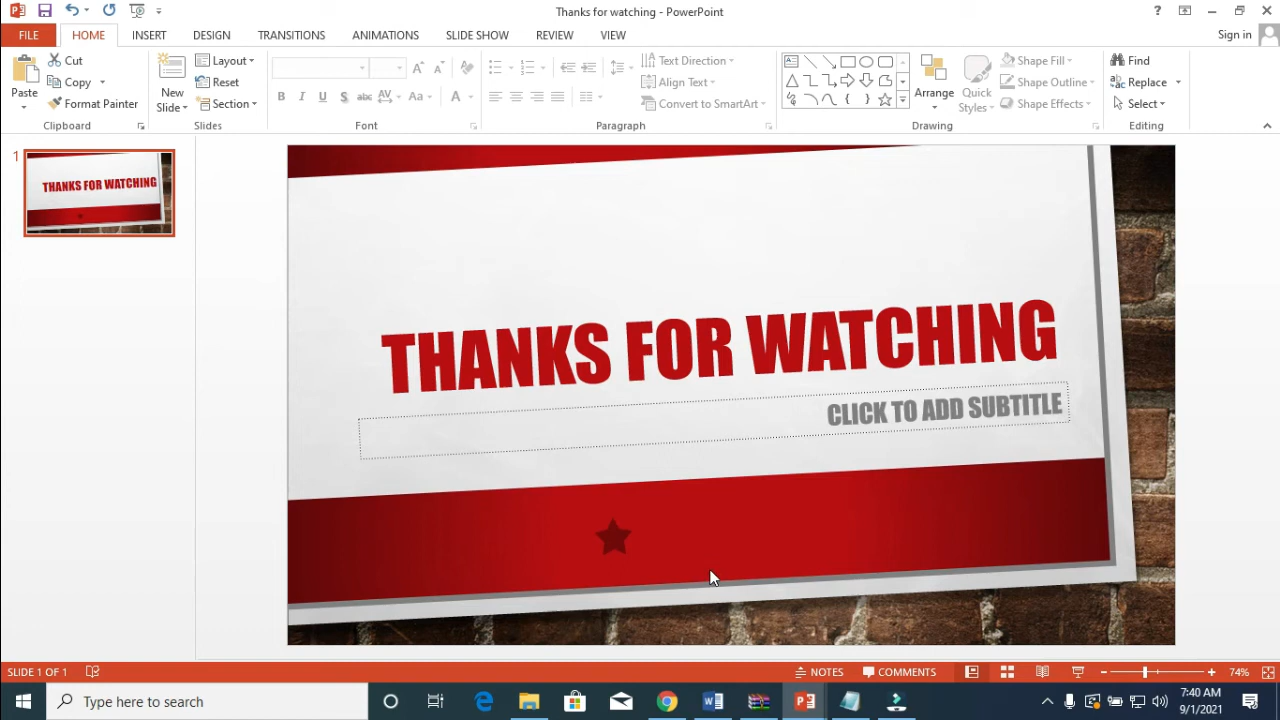 Thanks for watching - PowerPoint
?
FILE HOME INSERT DESIGN TRANSITIONS ANIMATIONS SLIDE SHOW REVIEW VIEW
Sign in
Paste
Cut
Copy
Format Painter
Clipboard
New
Slide
Layout
Reset
Section
Slides
B I U S abc AV Aa A
Font
Text Direction
Align Text
Convert to SmartArt
Paragraph
Arrange
Quick
Styles
Shape Fill
Shape Outline
Shape Effects
Drawing
Find
Replace
Select
Editing
1
THANKS FOR WATCHING
THANKS FOR WATCHING
CLICK TO ADD SUBTITLE
SLIDE 1 OF 1
NOTES
COMMENTS
74%
Type here to search
7:40 AM
9/1/2021